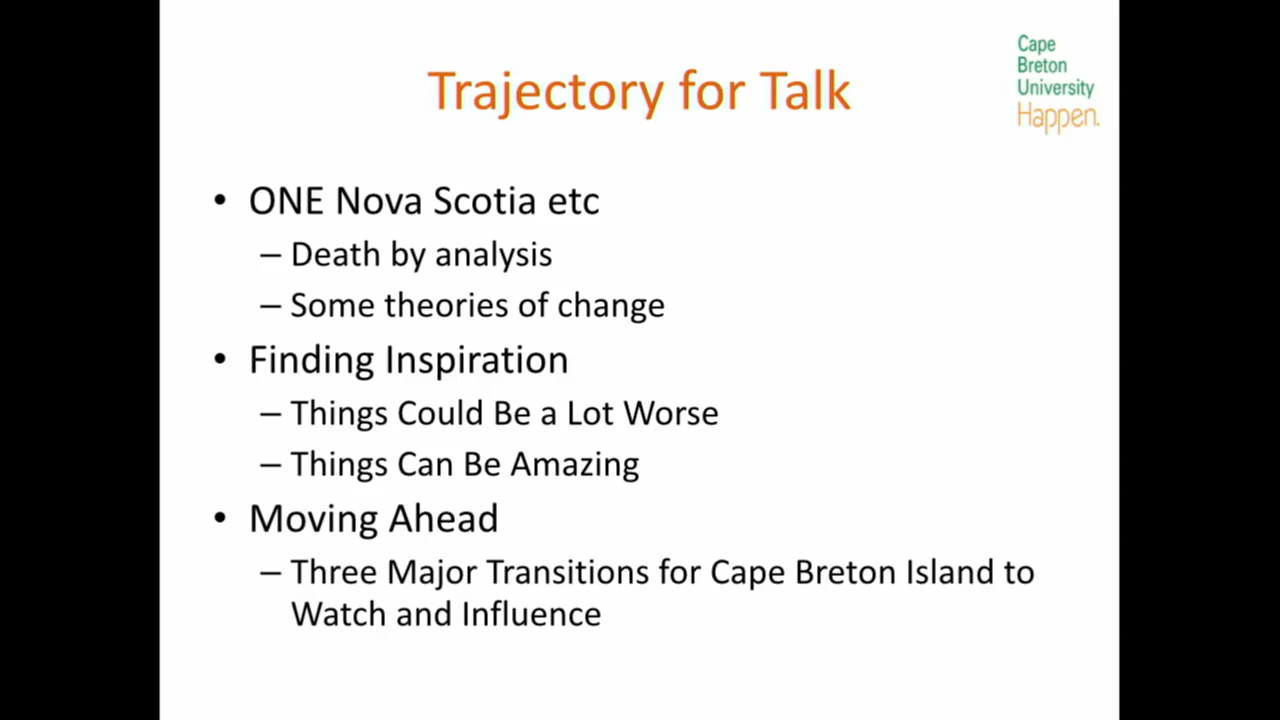 Trajectory for Talk
Cape
Breton
University
Happen.
• ONE Nova Scotia etc
– Death by analysis
– Some theories of change
• Finding Inspiration
– Things Could Be a Lot Worse
– Things Can Be Amazing
• Moving Ahead
– Three Major Transitions for Cape Breton Island to
Watch and Influence